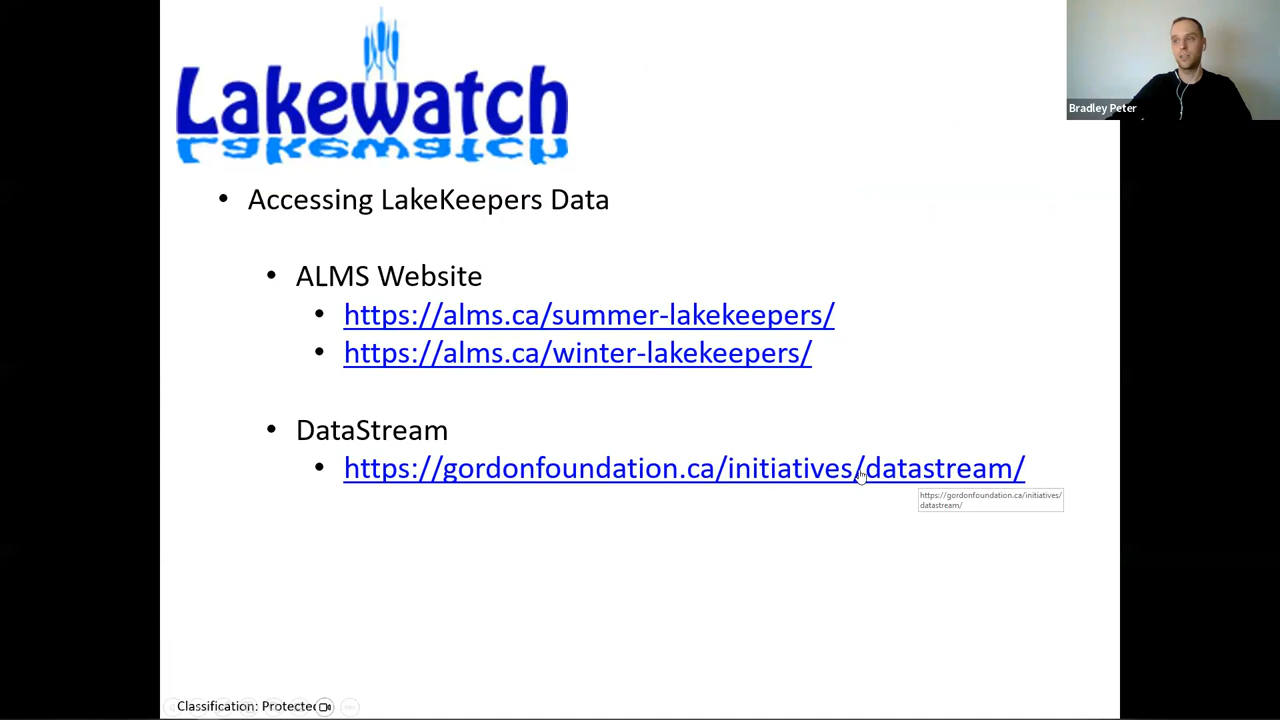 Lakewatch
Bradley Peter
• Accessing LakeKeepers Data
• ALMS Website
• https://alms.ca/summer-lakekeepers/
• https://alms.ca/winter-lakekeepers/
• DataStream
• https://gordonfoundation.ca/initiatives/datastream/
https://gordonfoundation.ca/initiatives/
datastream/
Classification: Protected